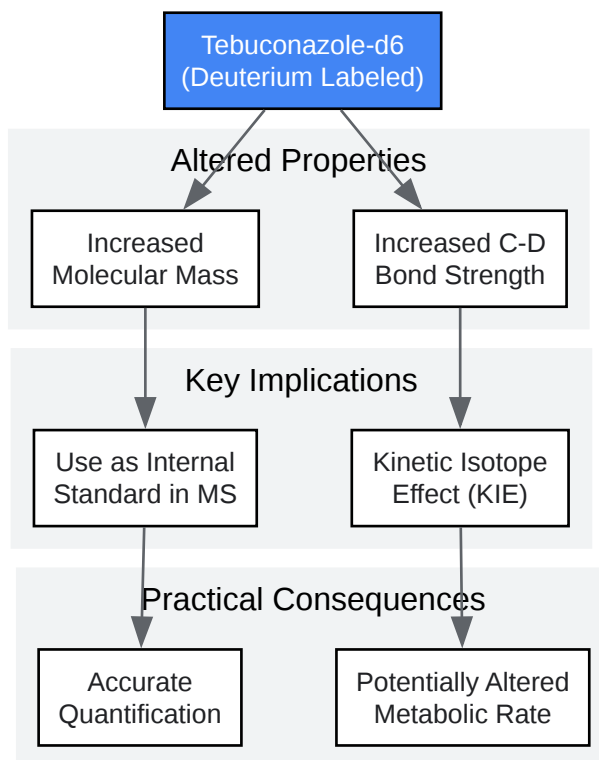 Tebuconazole-d6
(Deuterium Labeled)
Altered Properties
Increased
Molecular Mass
Increased C-D
Bond Strength
Key Implications
Use as Internal
Standard in MS
Kinetic Isotope
Effect (KIE)
Practical Consequences
Accurate
Quantification
Potentially Altered
Metabolic Rate